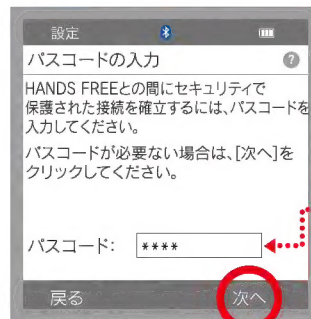 設定
パスコードの入力 ?
HANDS FREEとの間にセキュリティで
保護された接続を確立するには、パスコードを
入力してください。
パスコードが必要ない場合は、[次へ]を
クリックしてください。
パスコード: ****
戻る 次へ